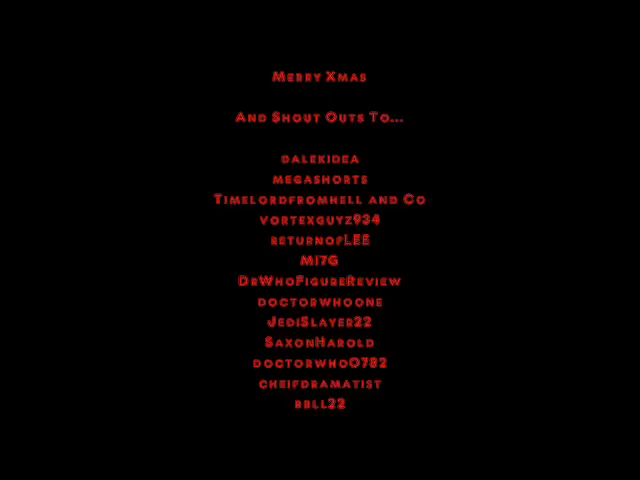 Merry Xmas
And Shout Outs To...
dalekidea
megashorts
Timelordfromhell and Co
vortexguyz934
returnofLEE
MI7G
DrWhoFigureReview
doctorwhoone
JediSlayer22
SaxonHarold
doctorwho0782
cheifdramatist